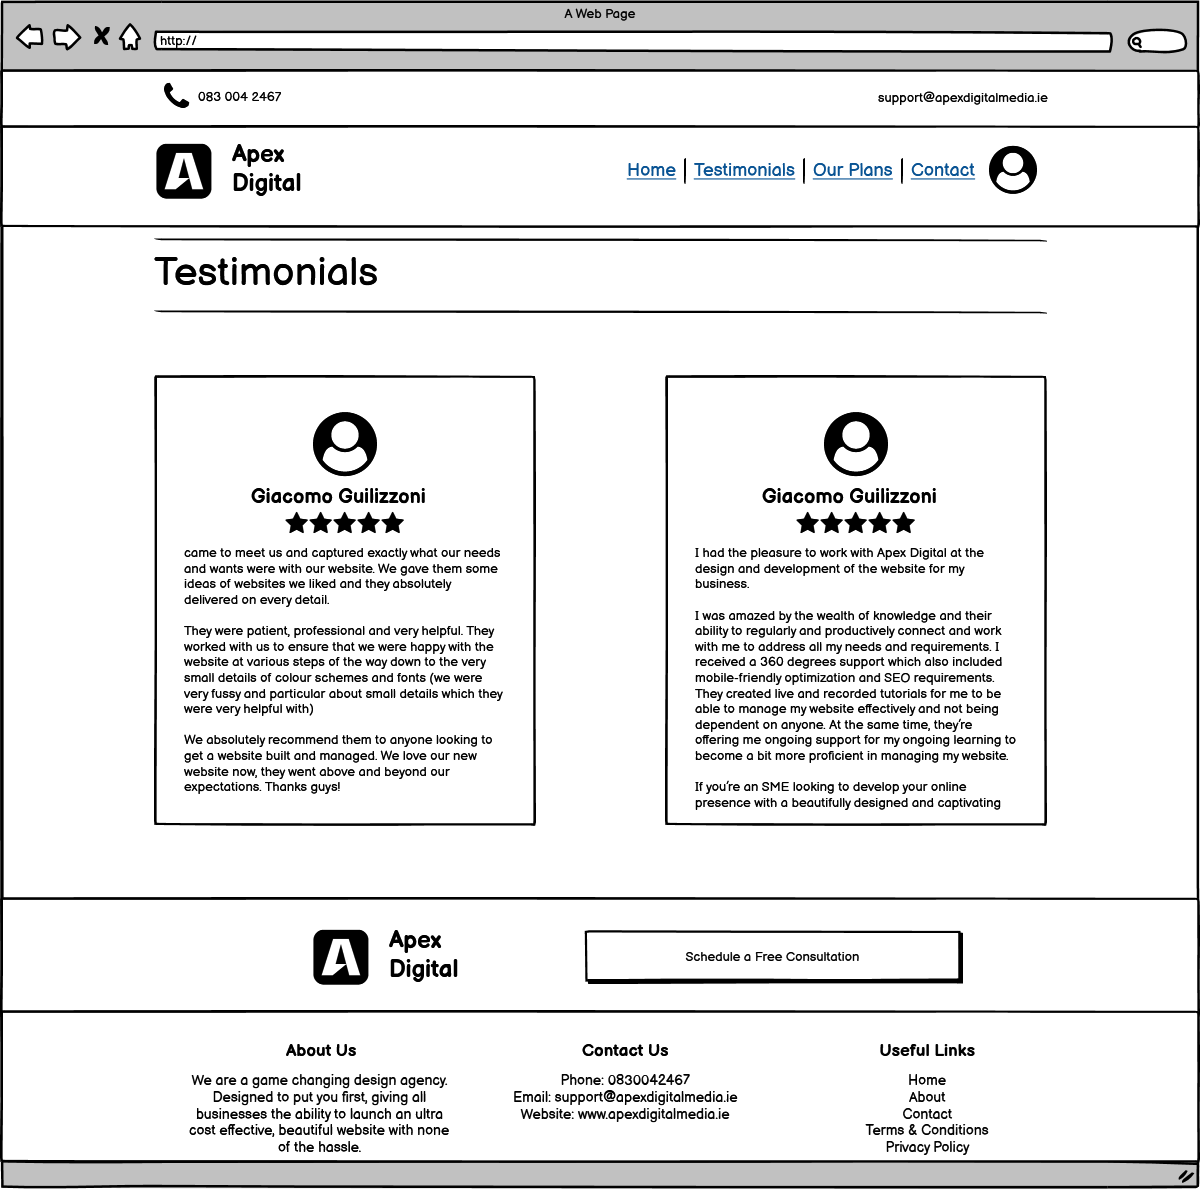 A Web Page
http://
083 004 2467
support@apexdigitalmedia.ie
A
Apex
Digital
Home
Testimonials
Our Plans
Contact
Testimonials
Giacomo Guilizzoni
came to meet us and captured exactly what our needs
and wants were with our website. We gave them some
ideas of websites we liked and they absolutely
delivered on every detail.
They were patient, professional and very helpful. They
worked with us to ensure that we were happy with the
website at various steps of the way down to the very
small details of colour schemes and fonts (we were
very fussy and particular about small details which they
were very helpful with)
We absolutely recommend them to anyone looking to
get a website built and managed. We love our new
website now, they went above and beyond our
expectations. Thanks guys!
Giacomo Guilizzoni
I had the pleasure to work with Apex Digital at the
design and development of the website for my
business.
I was amazed by the wealth of knowledge and their
ability to regularly and productively connect and work
with me to address all my needs and requirements. I
received a 360 degrees support which also included
mobile-friendly optimization and SEO requirements.
They created live and recorded tutorials for me to be
able to manage my website effectively and not being
dependent on anyone. At the same time, they're
offering me ongoing support for my ongoing learning to
become a bit more proficient in managing my website.
If you're an SME looking to develop your online
presence with a beautifully designed and captivating
A
Apex
Digital
Schedule a Free Consultation
About Us
We are a game changing design agency.
Designed to put you first, giving all
businesses the ability to launch an ultra
cost effective, beautiful website with none
of the hassle.
Contact Us
Phone: 0830042467
Email: support@apexdigitalmedia.ie
Website: www.apexdigitalmedia.ie
Useful Links
Home
About
Contact
Terms & Conditions
Privacy Policy